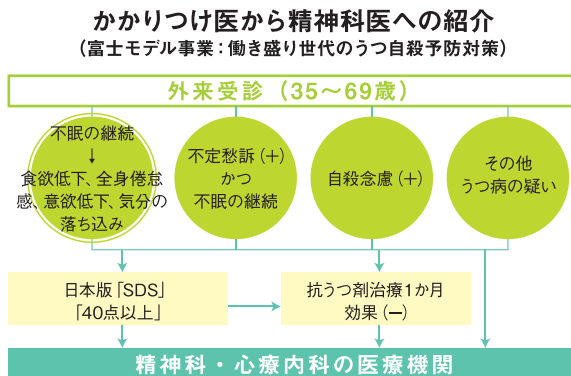 かかりつけ医から精神科医への紹介
（富士モデル事業：働き盛り世代のうつ自殺予防対策）
外来受診（35〜69歳）
不眠の継続
↓
食欲低下、全身倦怠
感、意欲低下、気分の
落ち込み
不定愁訴（＋）
かつ
不眠の継続
自殺念慮（＋）
その他
うつ病の疑い
日本版「SDS」
「40点以上」
抗うつ剤治療1か月
効果（－）
精神科・心療内科の医療機関